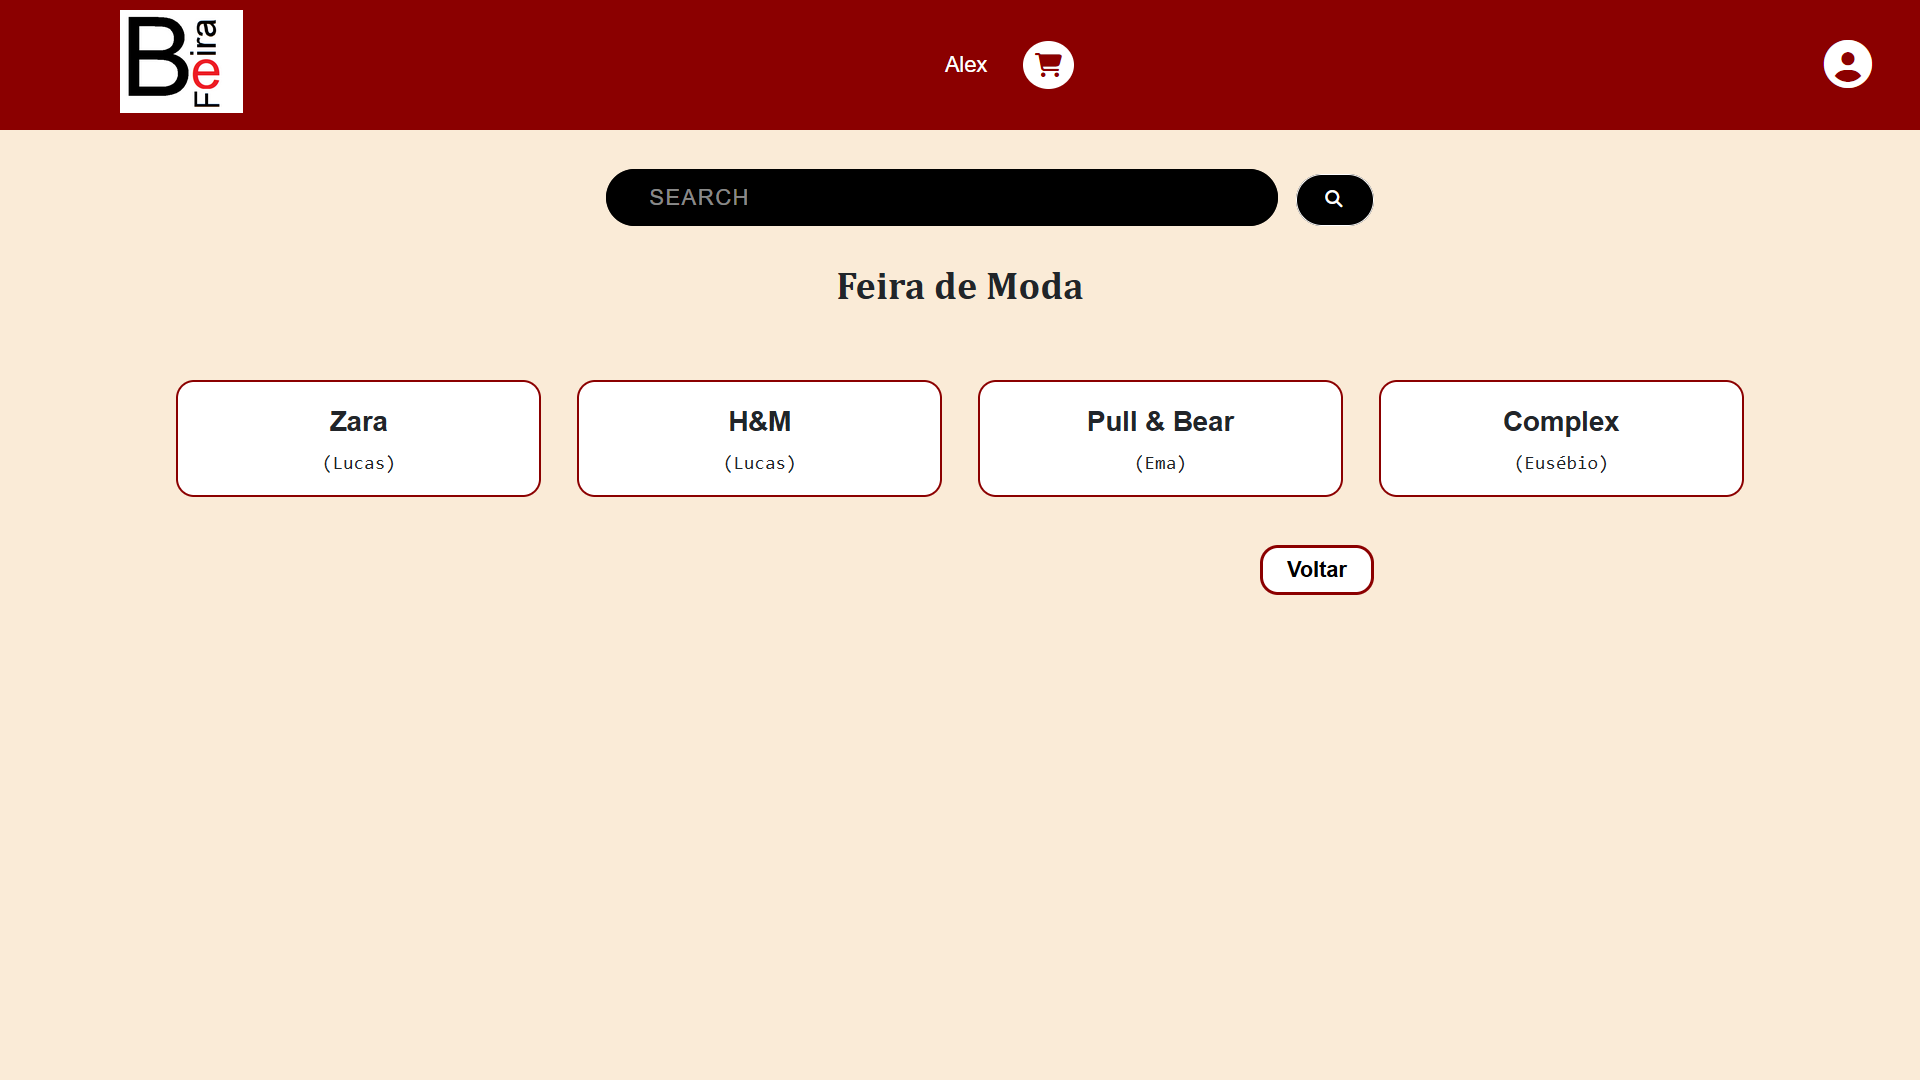 B Feira
Alex
SEARCH
Feira de Moda
Zara
(Lucas)
H&M
(Lucas)
Pull & Bear
(Ema)
Complex
(Eusébio)
Voltar